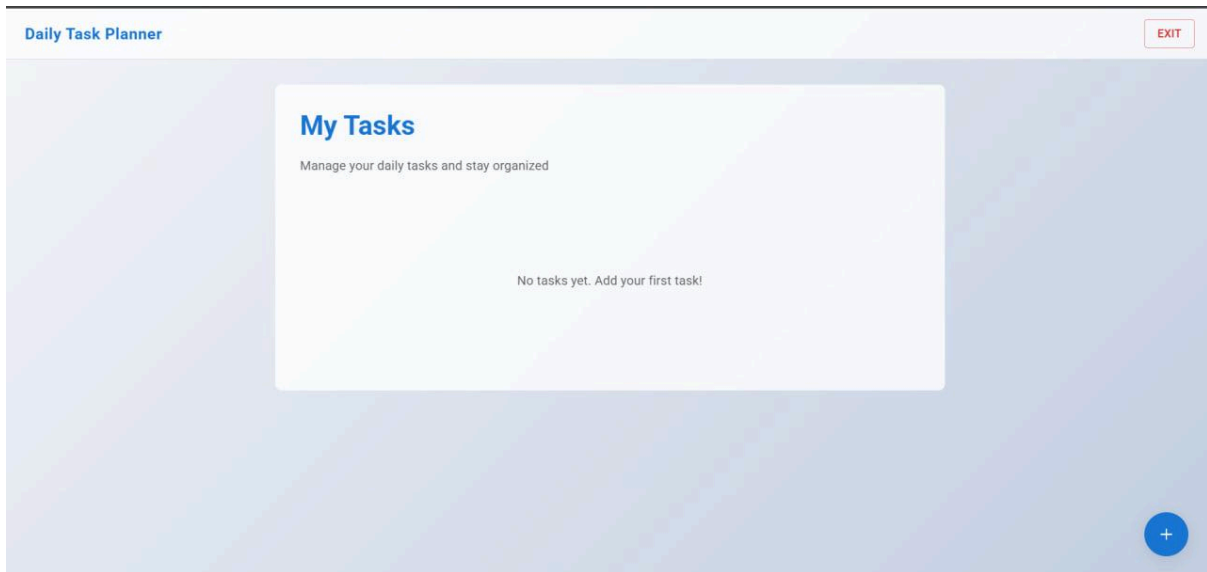 Daily Task Planner
EXIT
My Tasks
Manage your daily tasks and stay organized
No tasks yet. Add your first task!
+